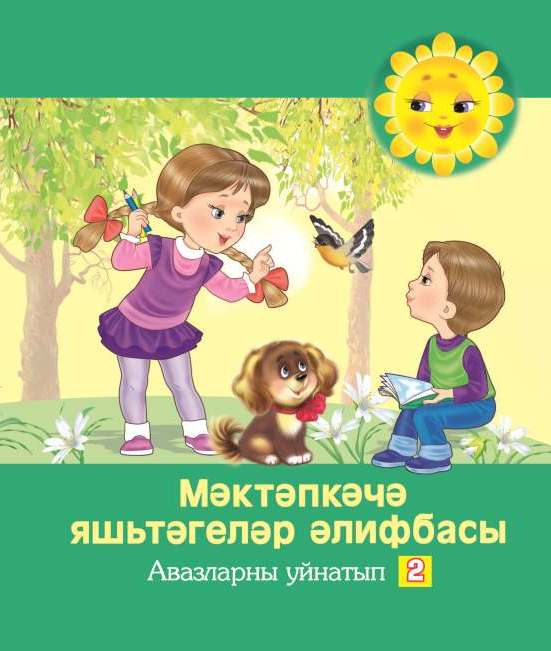 Мәктәпкәчә
яшьтәгеләр әлифбасы
Авазларны уйнатып 2